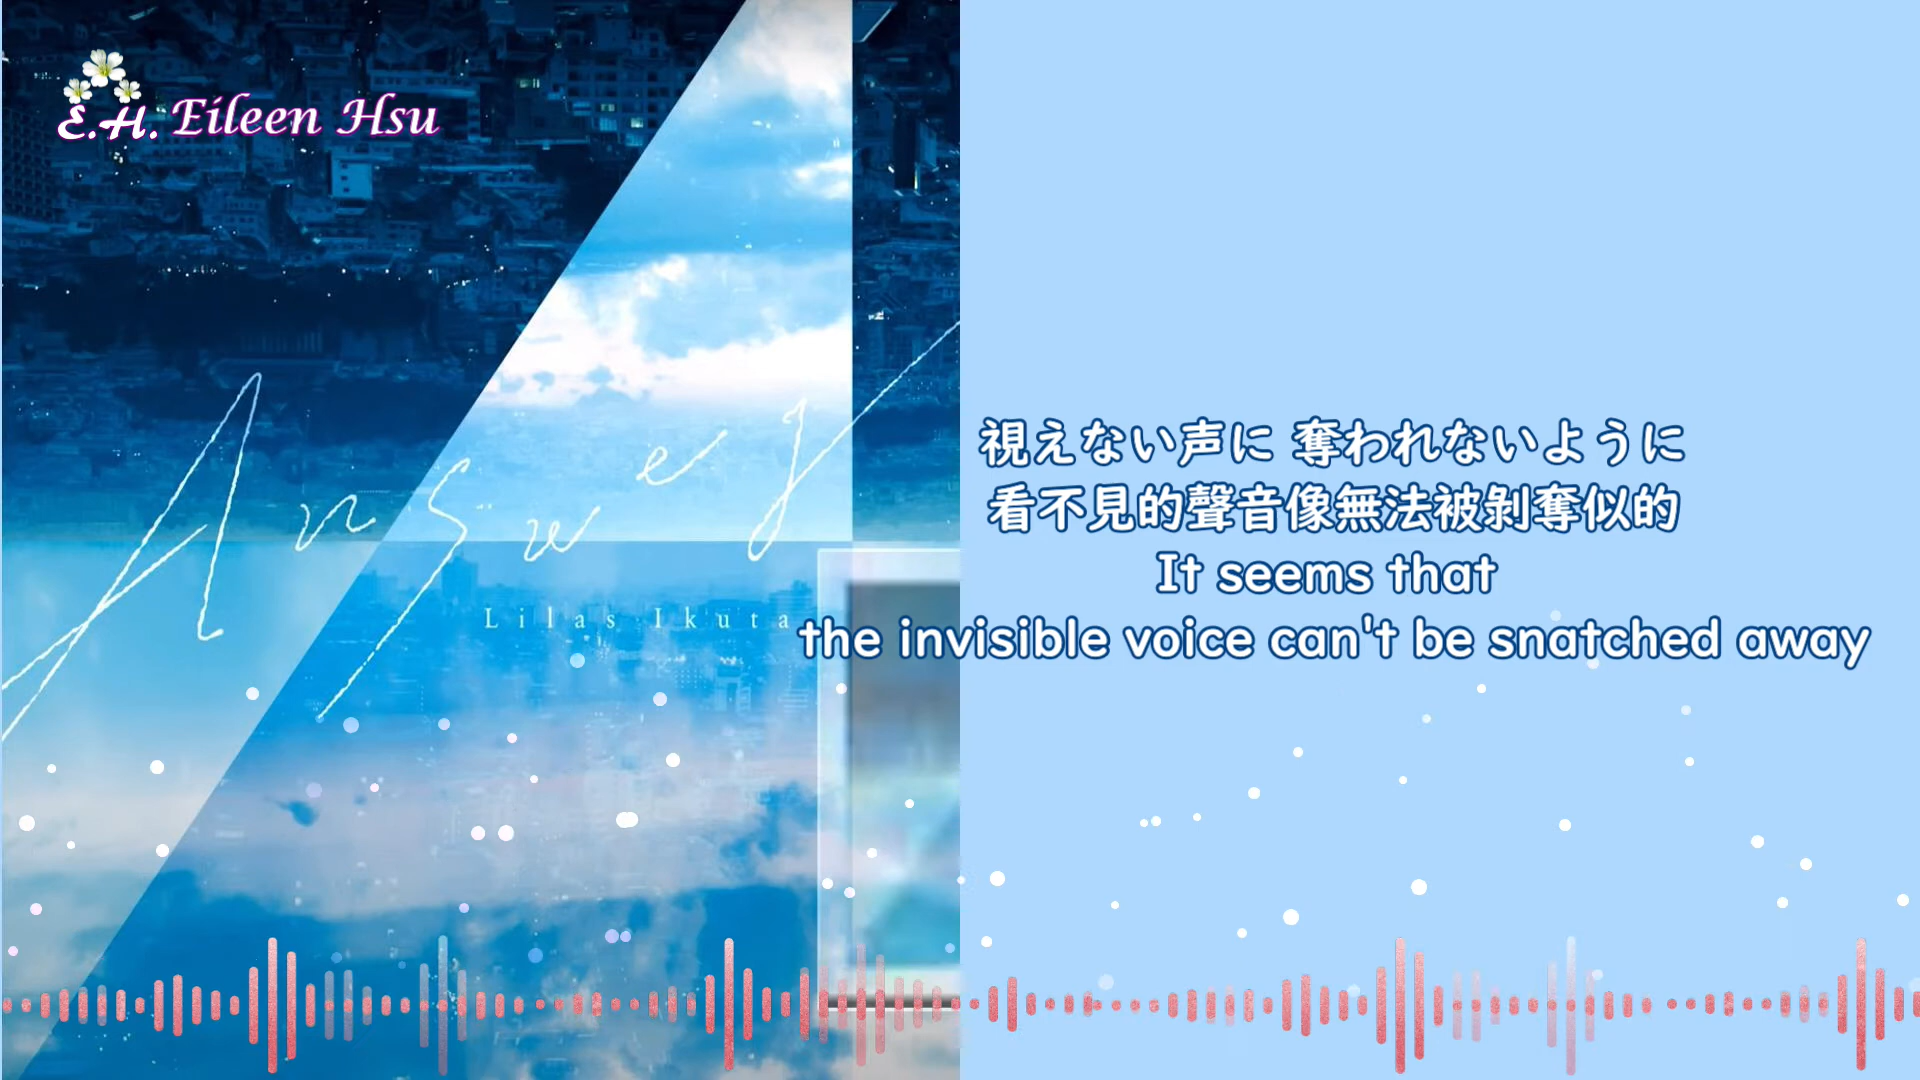 E.H. Eileen Hsu
Answer
Lilas Ikuta
視えない声に 奪われないように
看不見的聲音像無法被剝奪似的
It seems that
the invisible voice can't be snatched away